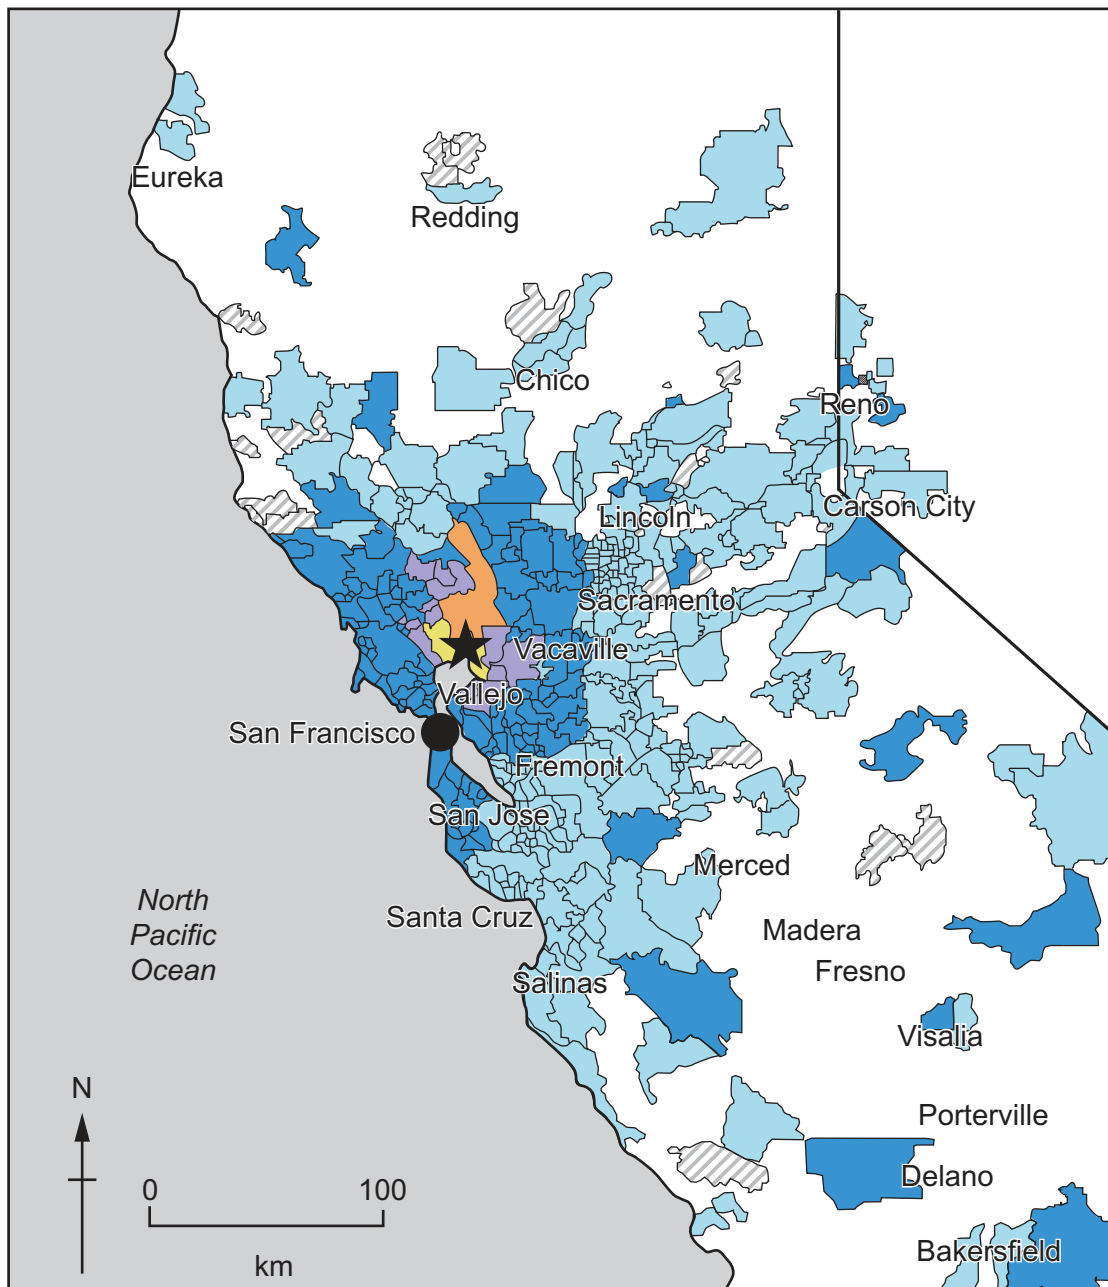 Eureka
Redding
Chico
Reno
Lincoln
Carson City
Sacramento
Vacaville
Vallejo
San Francisco
Fremont
San Jose
Merced
North
Pacific
Ocean
Santa Cruz
Madera
Fresno
Salinas
Visalia
N
Porterville
Delano
0 100
km
Bakersfield